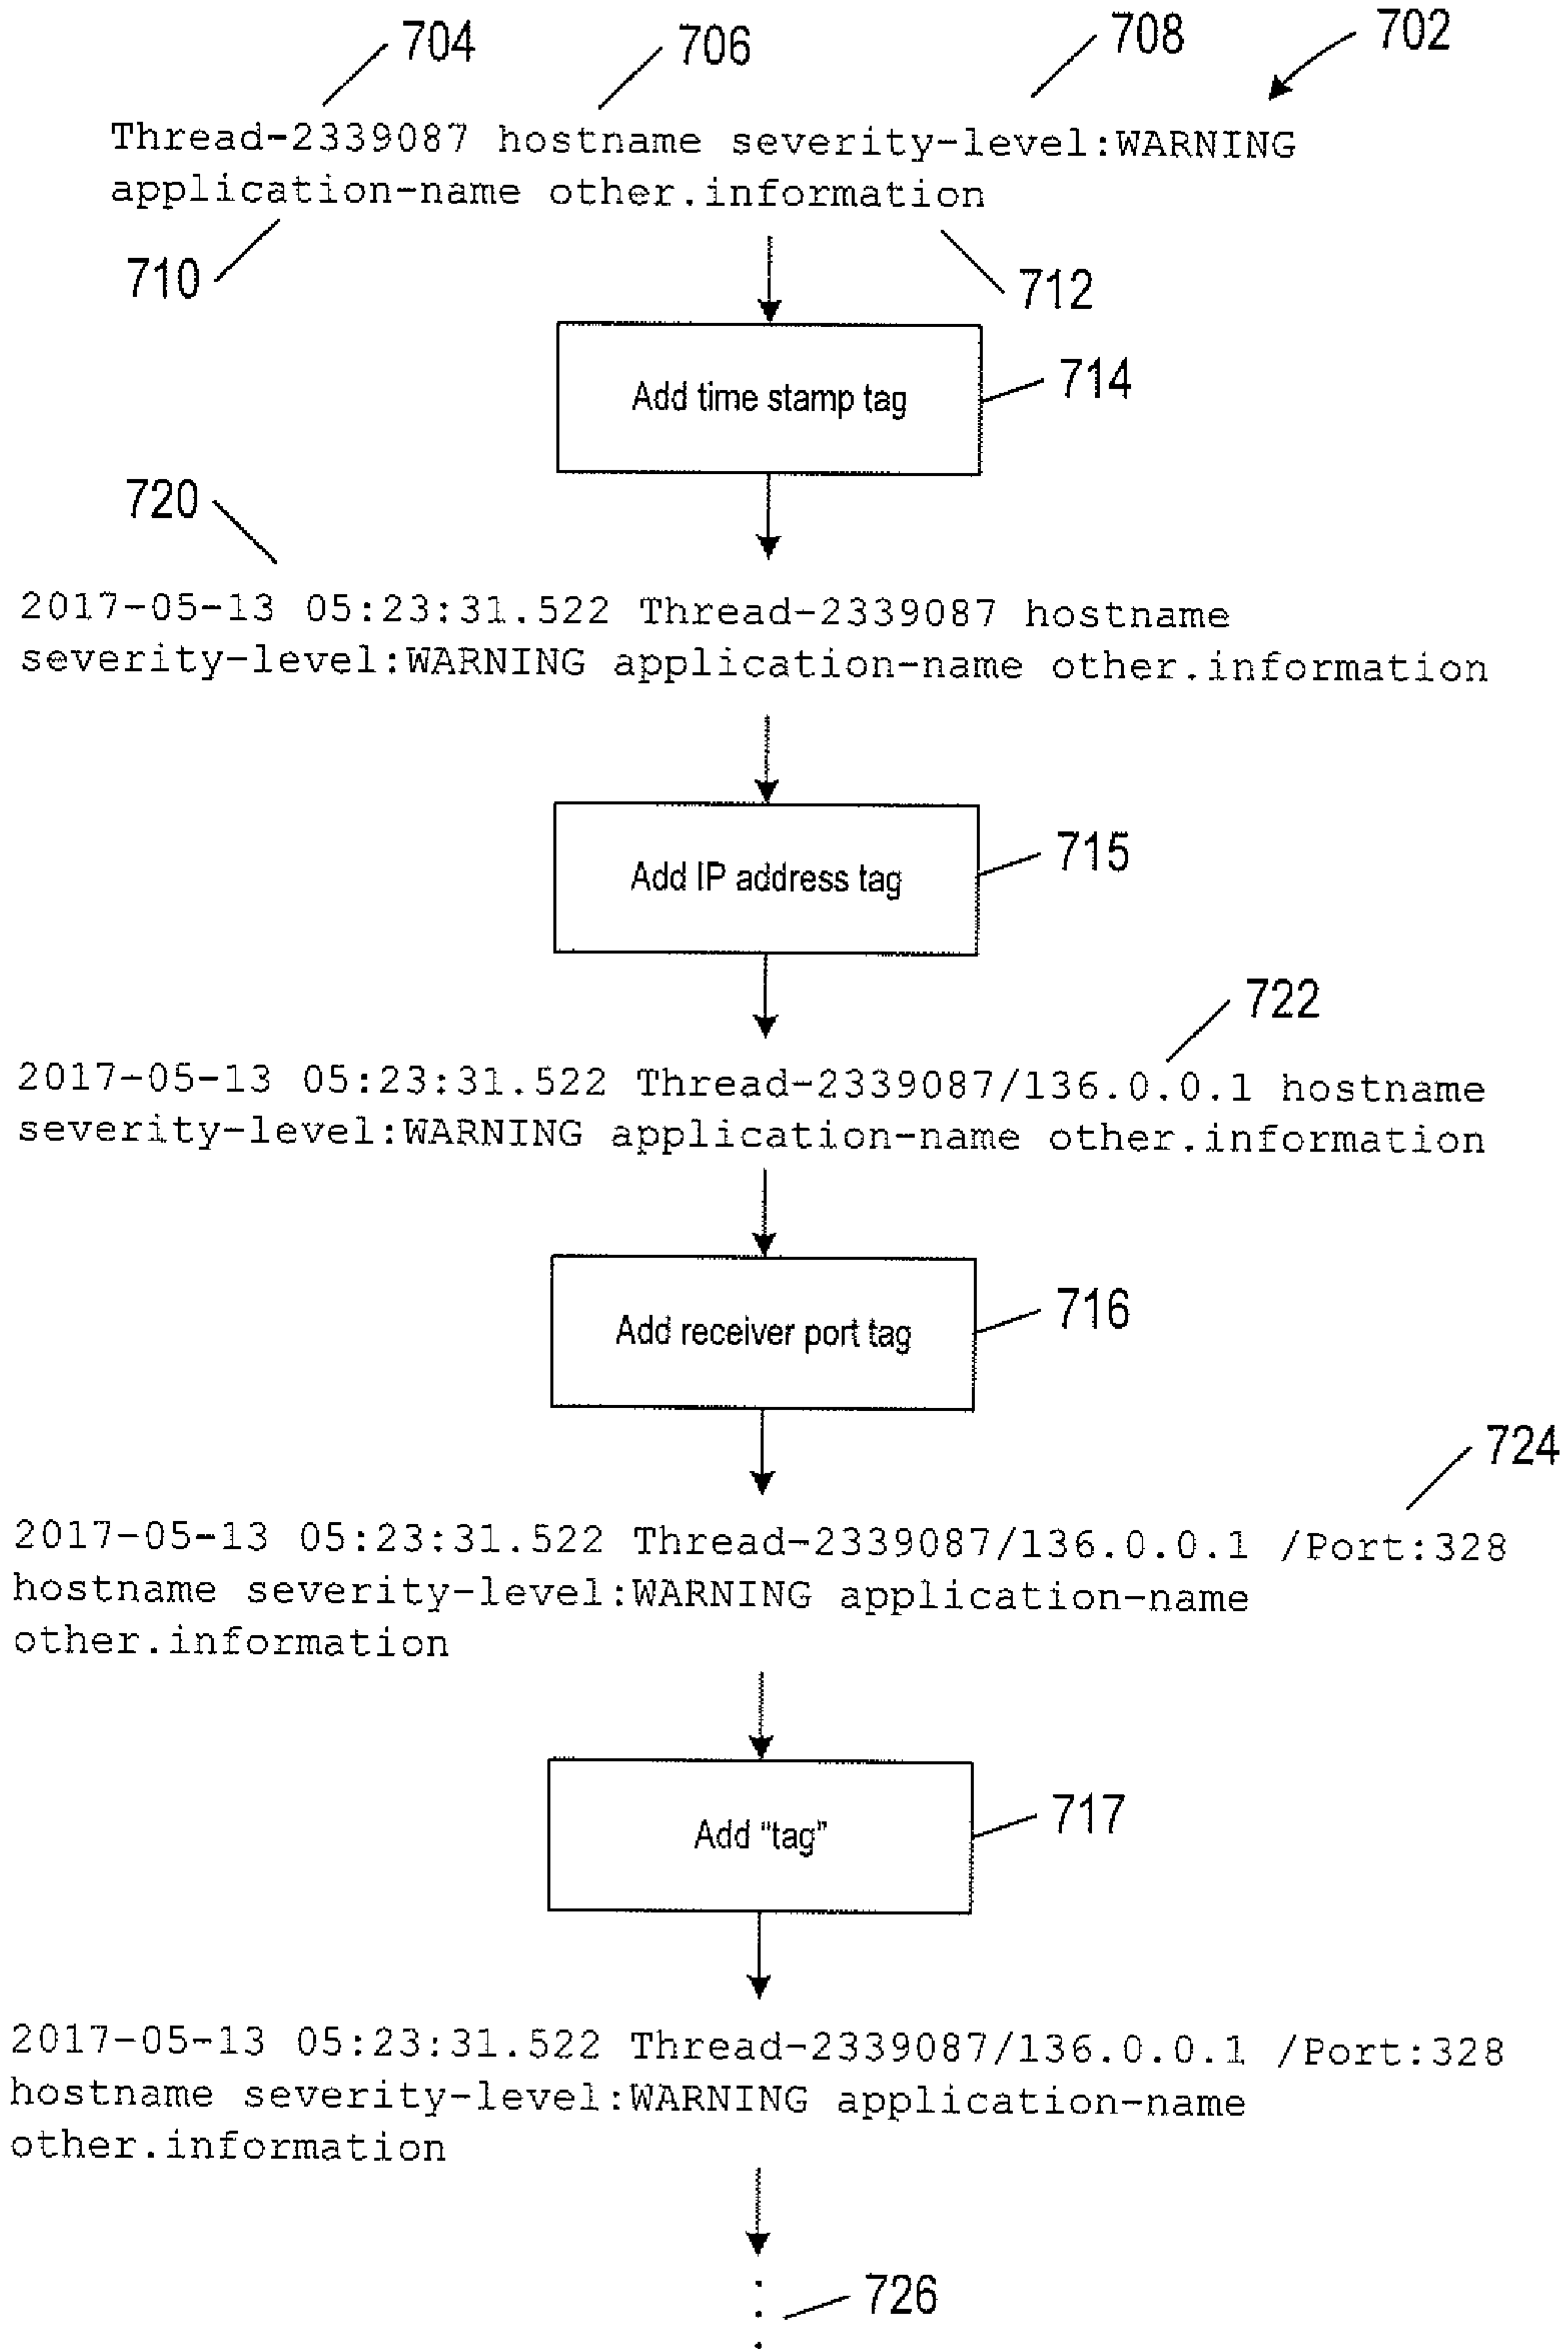 704
706
708
702
Thread-2339087 hostname severity-level:WARNING
application-name other.information
710
712
Add time stamp tag
714
720
2017-05-13 05:23:31.522 Thread-2339087 hostname
severity-level:WARNING application-name other.information
Add IP address tag
715
722
2017-05-13 05:23:31.522 Thread-2339087/136.0.0.1 hostname
severity-level:WARNING application-name other.information
Add receiver port tag
716
724
2017-05-13 05:23:31.522 Thread-2339087/136.0.0.1 /Port:328
hostname severity-level:WARNING application-name
other.information
Add “tag”
717
2017-05-13 05:23:31.522 Thread-2339087/136.0.0.1 /Port:328
hostname severity-level:WARNING application-name
other.information
726